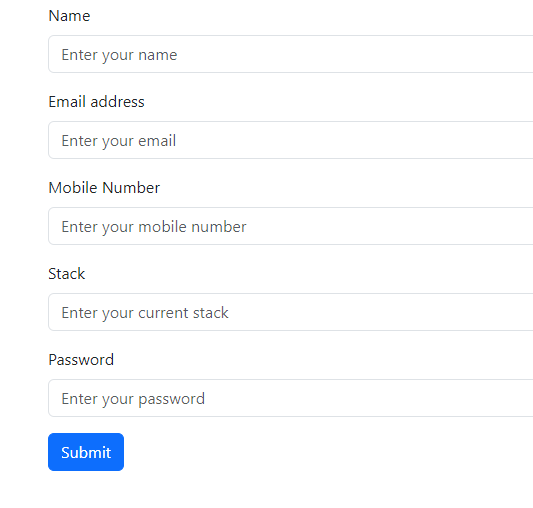 Name
Enter your name
Email address
Enter your email
Mobile Number
Enter your mobile number
Stack
Enter your current stack
Password
Enter your password
Submit